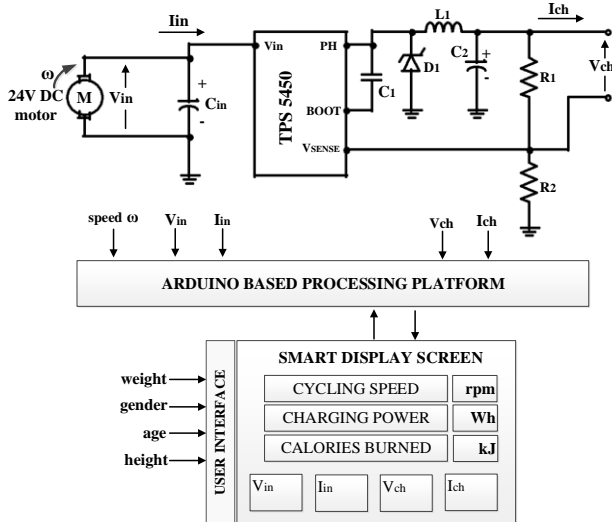 Iin
L1
Ich
ω
24V DC
motor
M
Vin
+
Cin
-
Vin
PH
BOOT
VSENSE
TPS 5450
C1
D1
C2
+
-
R1
R2
Vch
speed ω
Vin
Iin
Vch
Ich
ARDUINO BASED PROCESSING PLATFORM
USER INTERFACE
SMART DISPLAY SCREEN
weight
gender
age
height
CYCLING SPEED
rpm
CHARGING POWER
Wh
CALORIES BURNED
kJ
Vin
Iin
Vch
Ich